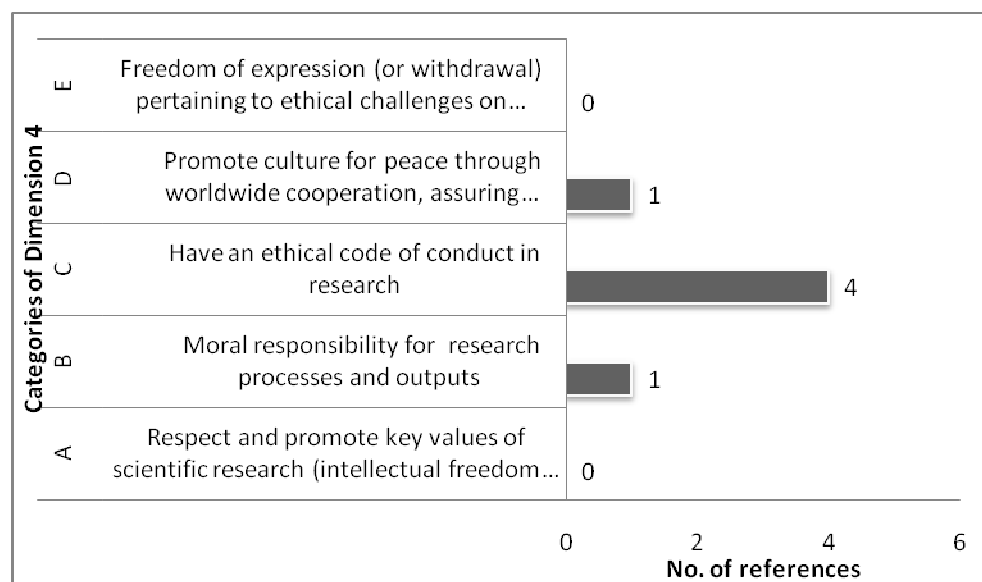 Categories of Dimension 4
E
Freedom of expression (or withdrawal)
pertaining to ethical challenges on...
0
D
Promote culture for peace through
worldwide cooperation, assuring...
1
C
Have an ethical code of conduct in
research
4
B
Moral responsibility for research
processes and outputs
1
A
Respect and promote key values of
scientific research (intellectual freedom...
0
0 2 4 6
No. of references